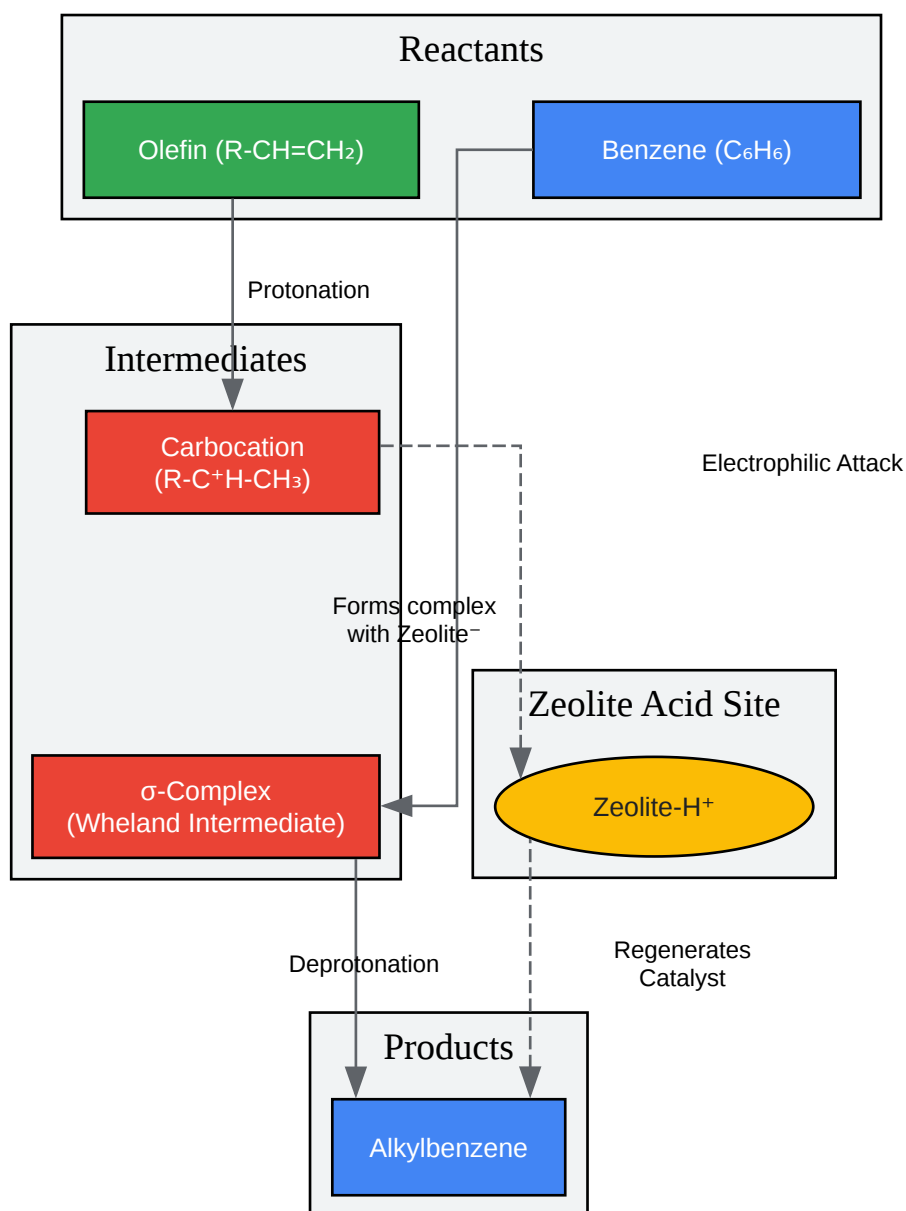 Reactants
Olefin (R-CH=CH₂)
Benzene (C₆H₆)
Protonation
Intermediates
Carbocation
(R-C⁺H-CH₃)
Electrophilic Attack
Forms complex
with Zeolite⁻
Zeolite Acid Site
σ-Complex
(Wheland Intermediate)
Zeolite-H⁺
Deprotonation
Regenerates
Catalyst
Products
Alkylbenzene